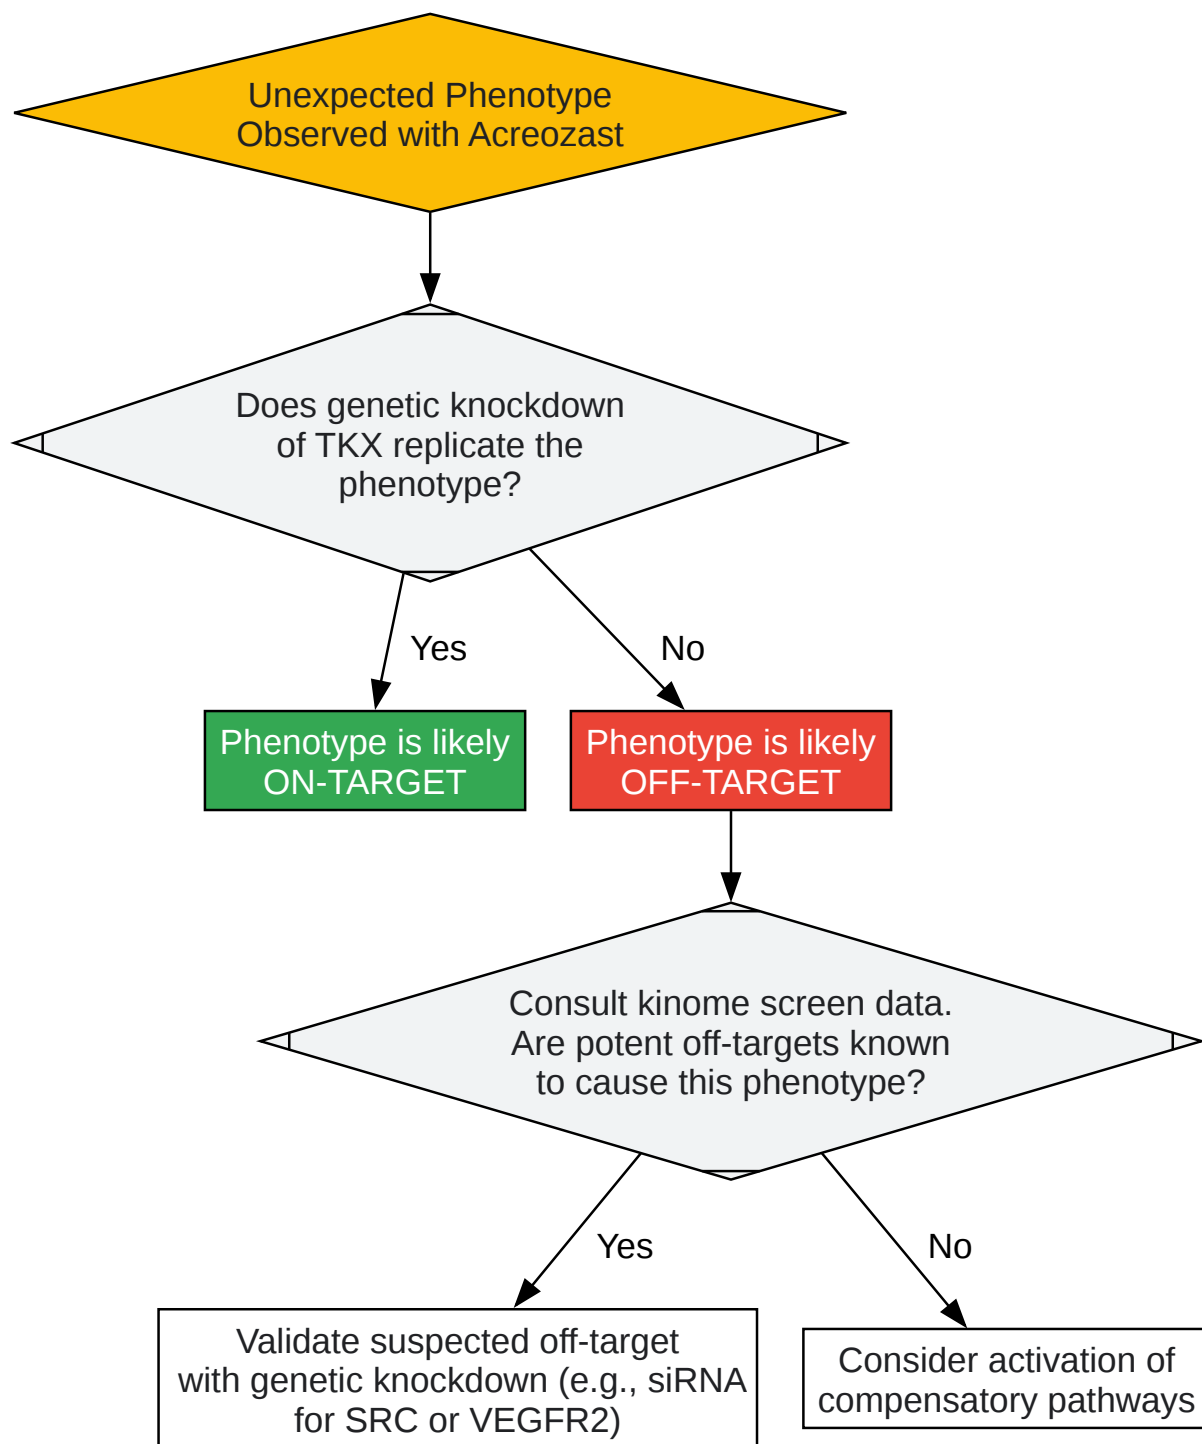 Unexpected Phenotype
Observed with Acreozast
Does genetic knockdown
of TKX replicate the
phenotype?
Yes
No
Phenotype is likely
ON-TARGET
Phenotype is likely
OFF-TARGET
Consult kinome screen data.
Are potent off-targets known
to cause this phenotype?
Yes
No
Validate suspected off-target
with genetic knockdown (e.g., siRNA
for SRC or VEGFR2)
Consider activation of
compensatory pathways